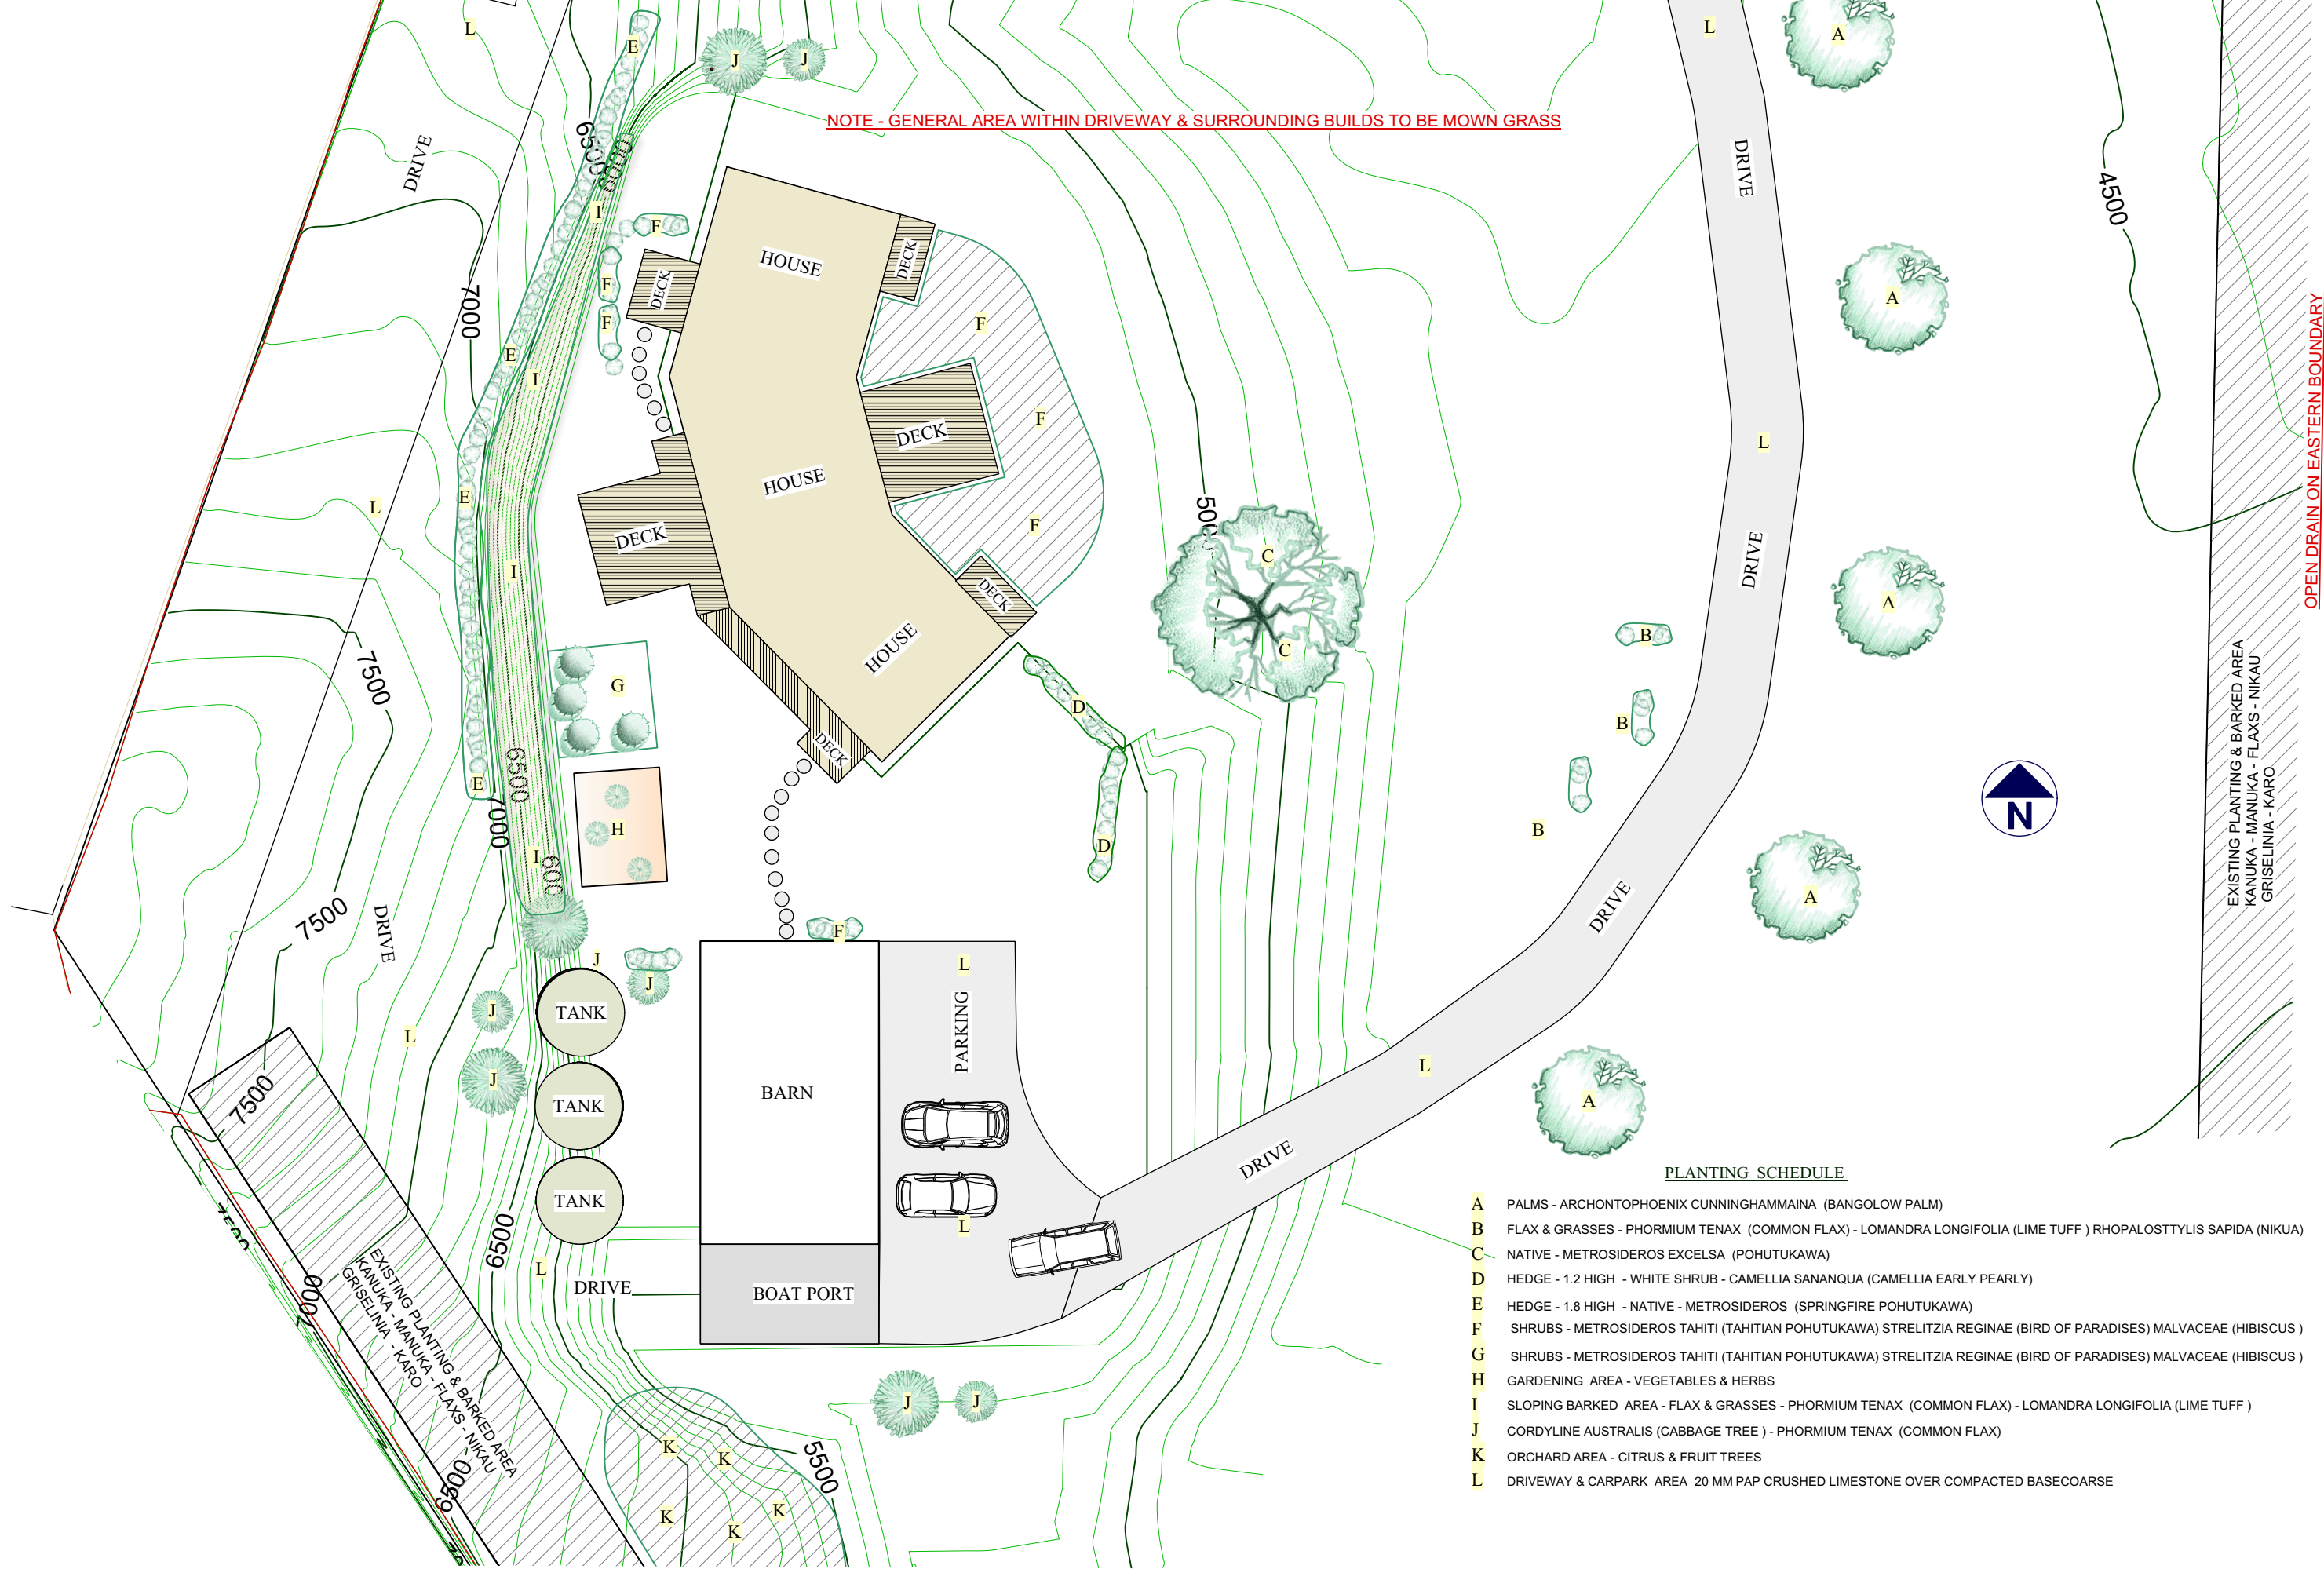 L
E
J
J
L
A
NOTE - GENERAL AREA WITHIN DRIVEWAY & SURROUNDING BUILDS TO BE MOWN GRASS
DRIVE
6500
6000
DRIVE
4500
I
F
HOUSE
DECK
F
DECK
7000
A
F
F
E
I
F
DECK
L
OPEN DRAIN ON EASTERN BOUNDARY
E
L
HOUSE
F
DECK
I
500
C
DRIVE
DECK
A
C
B
HOUSE
7500
G
D
B
DECK
6500
E
7000
H
I
D
B
N
EXISTING PLANTING & BARKED AREA
KANUKA - MANUKA - FLAXS - NIKAU
GRISELINIA - KARO
600
7500
DRIVE
F
DRIVE
A
J
J
L
PARKING
L
J
TANK
J
TANK
BARN
L
A
7500
TANK
L
DRIVE
6500
L
DRIVE
BOAT PORT
7500
7000
EXISTING PLANTING & BARKED AREA
KANUKA - MANUKA - FLAXS - NIKAU
GRISELINIA - KARO
6500
J
J
K
K
K
K
K
5500
PLANTING SCHEDULE
A PALMS - ARCHONTOPHOENIX CUNNINGHAMMAINA (BANGOLOW PALM)
B FLAX & GRASSES - PHORMIUM TENAX (COMMON FLAX) - LOMANDRA LONGIFOLIA (LIME TUFF ) RHOPALOSTTYLIS SAPIDA (NIKUA)
C NATIVE - METROSIDEROS EXCELSA (POHUTUKAWA)
D HEDGE - 1.2 HIGH - WHITE SHRUB - CAMELLIA SANANQUA (CAMELLIA EARLY PEARLY)
E HEDGE - 1.8 HIGH - NATIVE - METROSIDEROS (SPRINGFIRE POHUTUKAWA)
F SHRUBS - METROSIDEROS TAHITI (TAHITIAN POHUTUKAWA) STRELITZIA REGINAE (BIRD OF PARADISES) MALVACEAE (HIBISCUS )
G SHRUBS - METROSIDEROS TAHITI (TAHITIAN POHUTUKAWA) STRELITZIA REGINAE (BIRD OF PARADISES) MALVACEAE (HIBISCUS )
H GARDENING AREA - VEGETABLES & HERBS
I SLOPING BARKED AREA - FLAX & GRASSES - PHORMIUM TENAX (COMMON FLAX) - LOMANDRA LONGIFOLIA (LIME TUFF )
J CORDYLINE AUSTRALIS (CABBAGE TREE ) - PHORMIUM TENAX (COMMON FLAX)
K ORCHARD AREA - CITRUS & FRUIT TREES
L DRIVEWAY & CARPARK AREA 20 MM PAP CRUSHED LIMESTONE OVER COMPACTED BASECOARSE